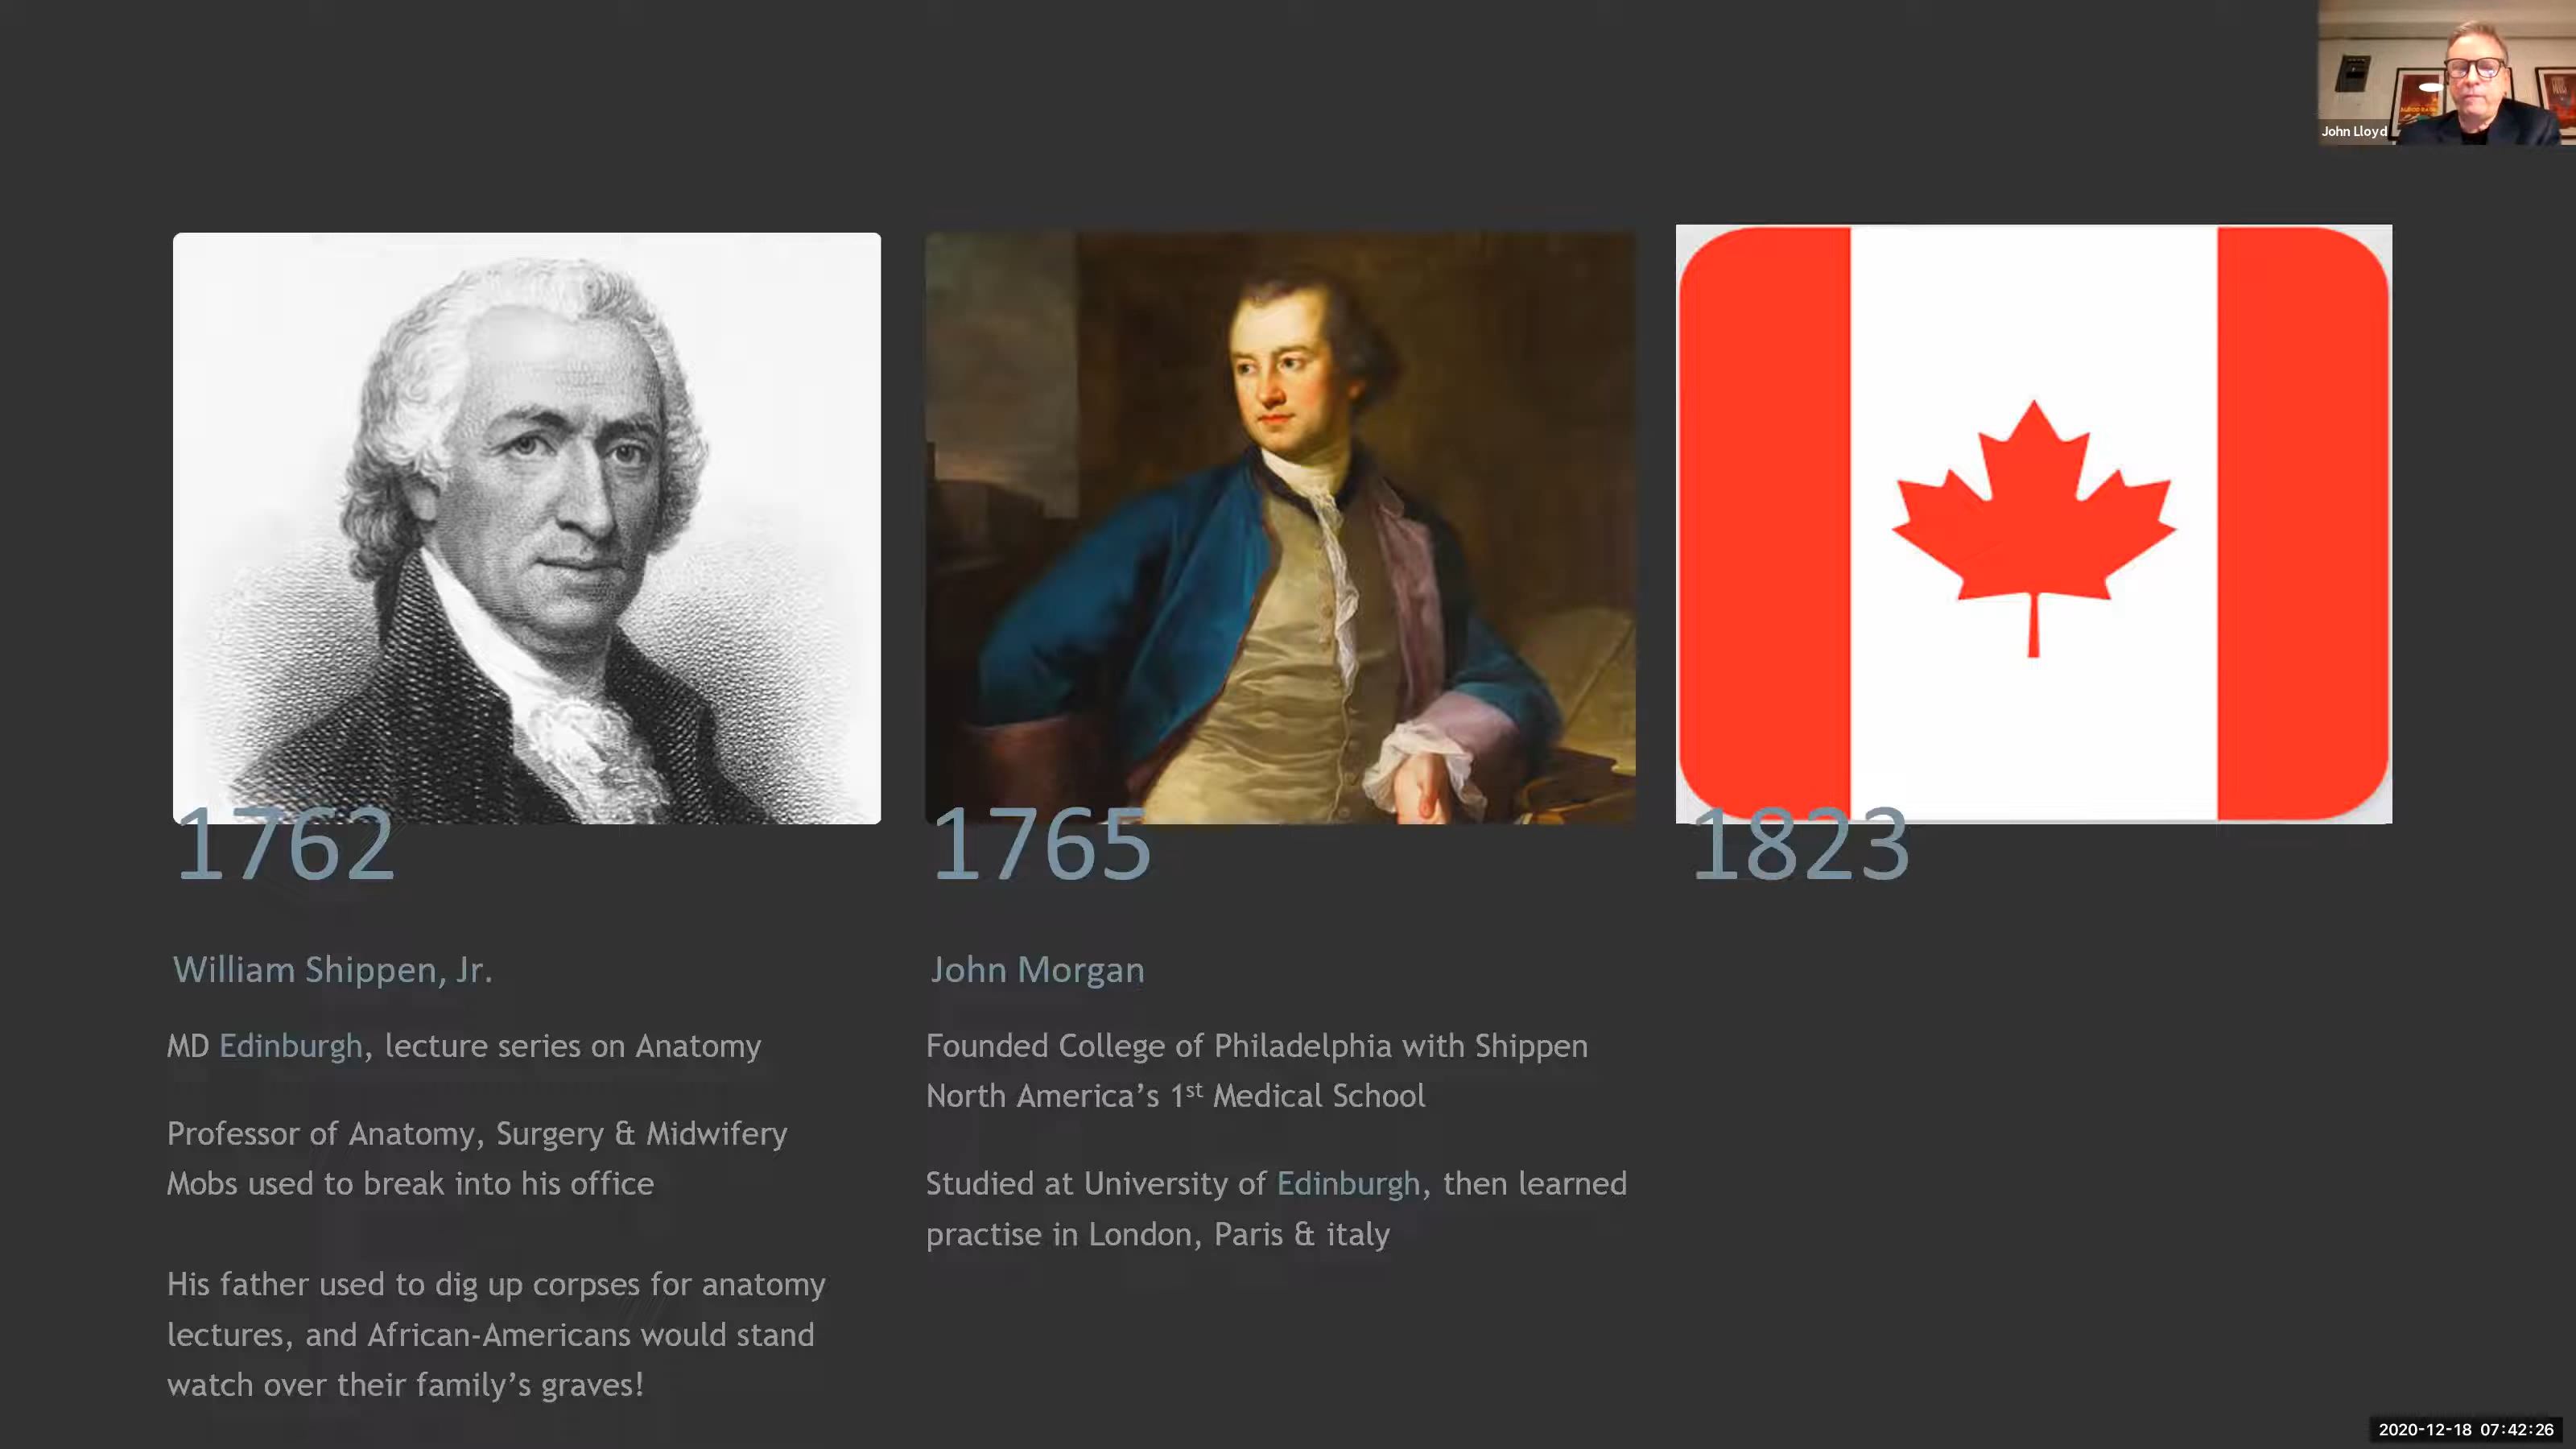 John Lloyd
1762
William Shippen, Jr.
MD Edinburgh, lecture series on Anatomy
Professor of Anatomy, Surgery & Midwifery
Mobs used to break into his office
His father used to dig up corpses for anatomy
lectures, and African-Americans would stand
watch over their family’s graves!
1765
John Morgan
Founded College of Philadelphia with Shippen
North America’s 1st Medical School
Studied at University of Edinburgh, then learned
practise in London, Paris & italy
1823
2020-12-18 07:42:26